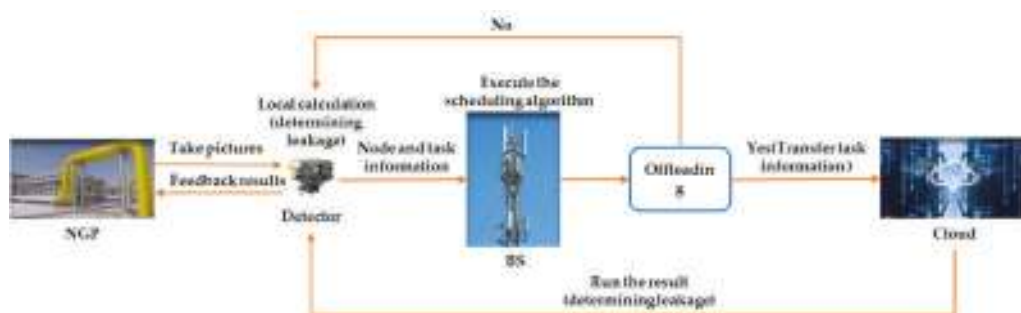 No
Execute the
scheduling algorithm
Local calculation
(determining
leakage)
Take pictures
Feedback results
Node and task
information
Offloadin
g
Yes(Transfer task
information)
NGP
Detector
BS
Cloud
Run the result
(determining leakage)